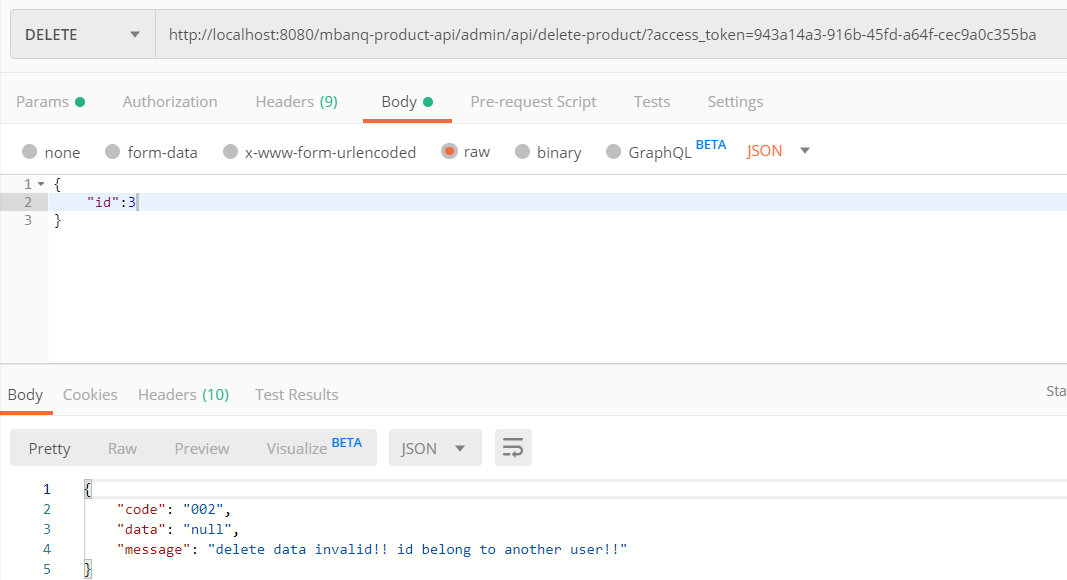 DELETE http://localhost:8080/mbanq-product-api/admin/api/delete-product/?access_token=943a14a3-916b-45fd-a64f-cec9a0c355ba
Params Authorization Headers (9) Body Pre-request Script Tests Settings
none form-data x-www-form-urlencoded raw binary GraphQL BETA JSON
1 {
2 "id":3
3 }
Body Cookies Headers (10) Test Results Sta
Pretty Raw Preview Visualize BETA JSON
1 {
2 "code": "002",
3 "data": "null",
4 "message": "delete data invalid!! id belong to another user!!"
5 }